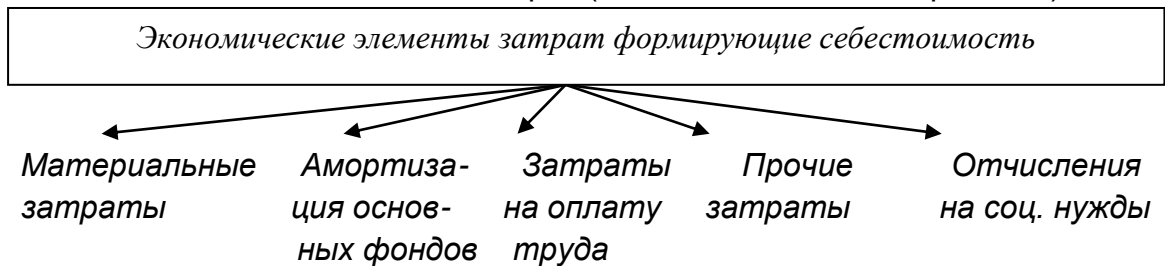 Экономические элементы затрат формирующие себестоимость
Материальные затраты
Амортиза-
ция основ-
ных фондов
Затраты
на оплату
труда
Прочие
затраты
Отчисления
на соц. нужды